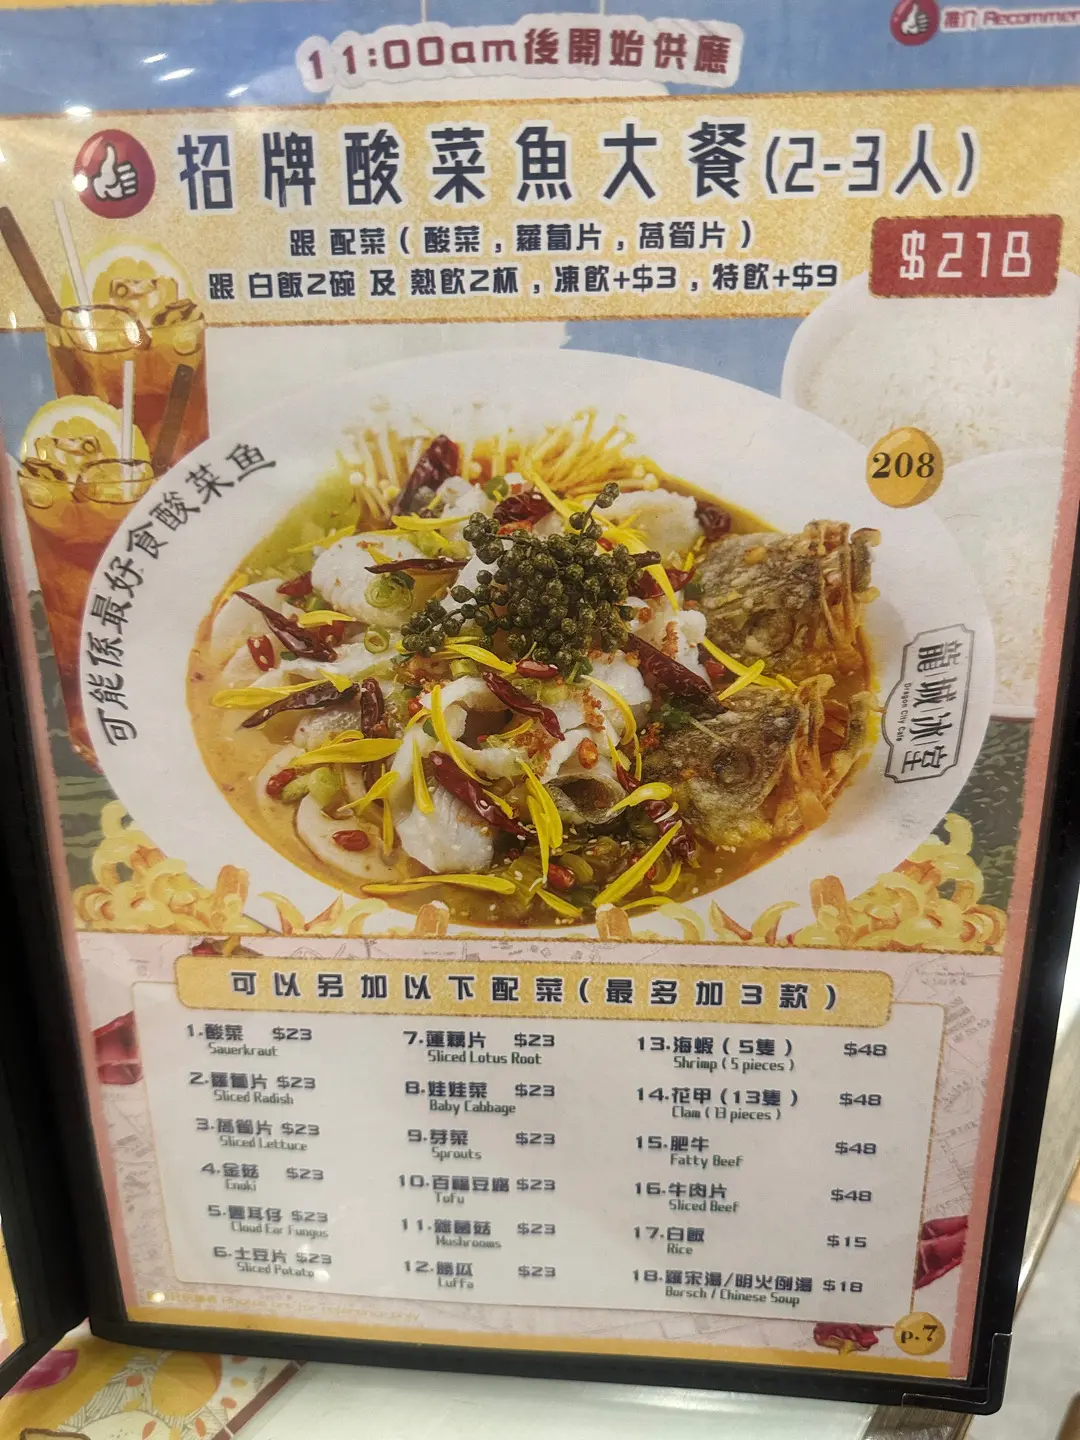 推介 Recommen
11:00am後開始供應
招牌酸菜魚大餐(2-3人)
跟 配菜 ( 酸菜 , 蘿蔔片 , 萵筍片 )
跟 白飯2碗 及 熱飲2杯 , 凍飲+$3 , 特飲+$9
$218
208
可能係最好食酸菜鱼
龍城冰室
Dragon City Cafe
可以另加以下配菜(最多加3款)
1.酸菜 $23
Sauerkraut
2.蘿蔔片 $23
Sliced Radish
3.萵筍片 $23
Sliced Lettuce
4.金菇 $23
Enoki
5.雲耳仔 $23
Cloud Ear Fungus
6.土豆片 $23
Sliced Potato
7.蓮藕片 $23
Sliced Lotus Root
8.娃娃菜 $23
Baby Cabbage
9.芽菜 $23
Sprouts
10.百福豆腐 $23
Tofu
11.雜菌菇 $23
Mushrooms
12.勝瓜 $23
Luffa
13.海蝦 ( 5隻 ) $48
Shrimp ( 5 pieces )
14.花甲 ( 13隻 ) $48
Clam ( 13 pieces )
15.肥牛 $48
Fatty Beef
16.牛肉片 $48
Sliced Beef
17.白飯 $15
Rice
18.羅宋湯/明火例湯 $18
Borsch / Chinese Soup
p.7